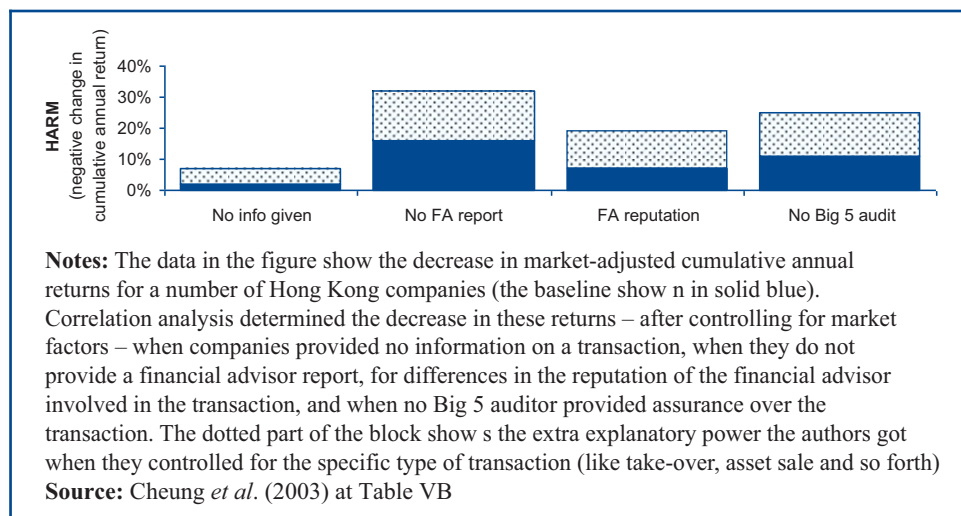 HARM
(negative change in
cumulative annual return)
40%
30%
20%
10%
0%
No info given
No FA report
FA reputation
No Big 5 audit
Notes: The data in the figure show the decrease in market-adjusted cumulative annual
returns for a number of Hong Kong companies (the baseline show n in solid blue).
Correlation analysis determined the decrease in these returns – after controlling for market
factors – when companies provided no information on a transaction, when they do not
provide a financial advisor report, for differences in the reputation of the financial advisor
involved in the transaction, and when no Big 5 auditor provided assurance over the
transaction. The dotted part of the block show s the extra explanatory power the authors got
when they controlled for the specific type of transaction (like take-over, asset sale and so forth)
Source: Cheung et al. (2003) at Table VB